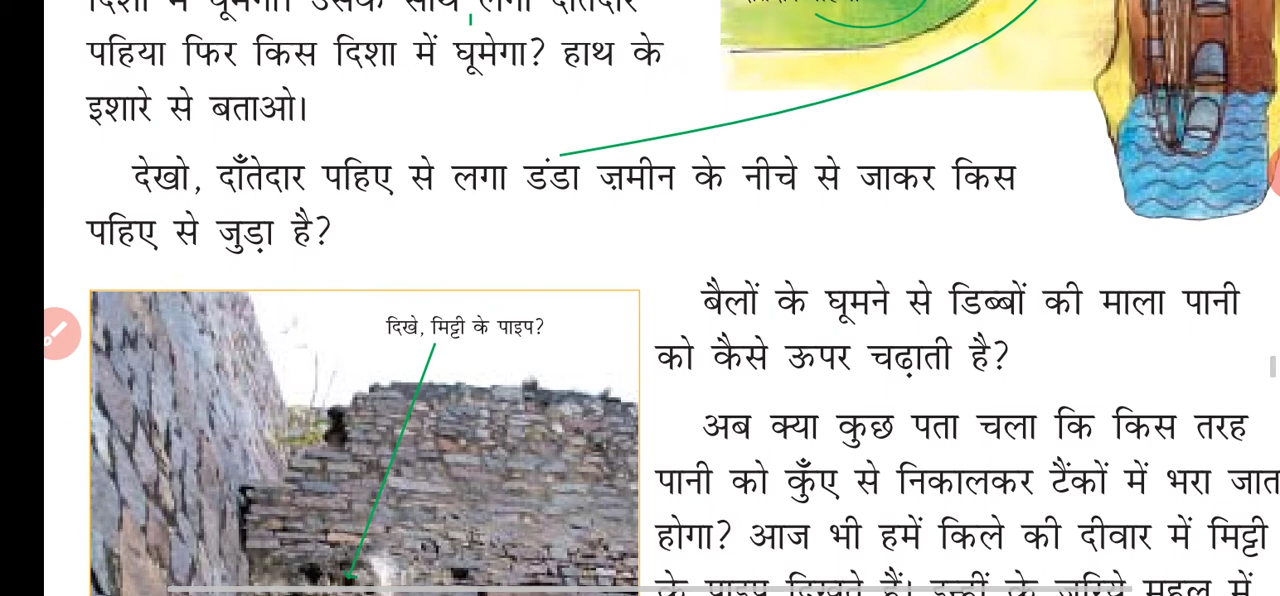 पहिया फिर किस दिशा में घूमेगा? हाथ के
इशारे से बताओ।
देखो, दाँतेदार पहिए से लगा डंडा ज़मीन के नीचे से जाकर किस
पहिए से जुड़ा है?
दिखे, मिट्टी के पाइप?
बैलों के घूमने से डिब्बों की माला पानी
को कैसे ऊपर चढ़ाती है?
अब क्या कुछ पता चला कि किस तरह
पानी को कुँए से निकालकर टैंकों में भरा जात
होगा? आज भी हमें किले की दीवार में मिट्टी
महल में